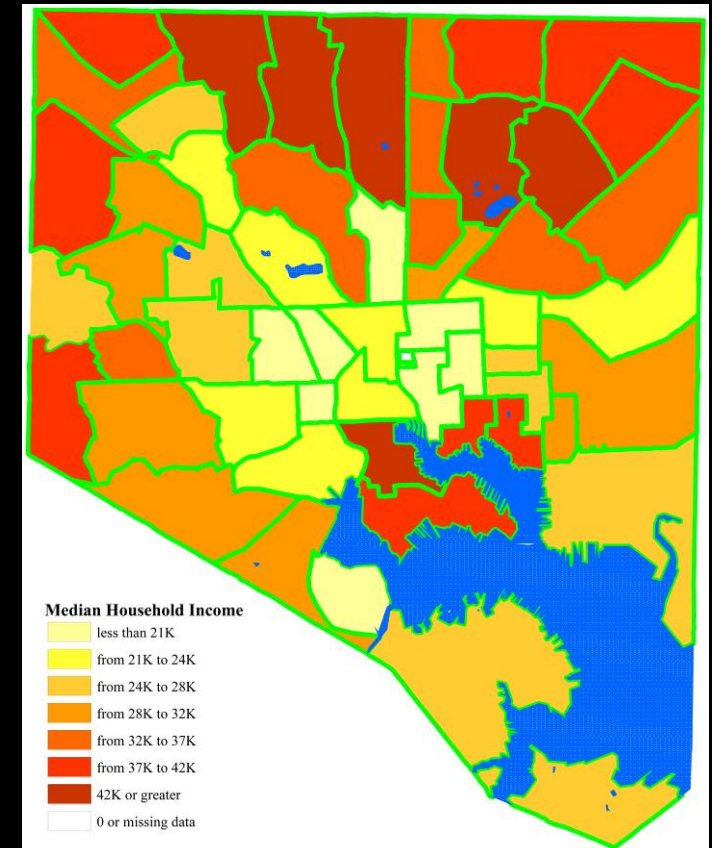 Median Household Income
less than 21K
from 21K to 24K
from 24K to 28K
from 28K to 32K
from 32K to 37K
from 37K to 42K
42K or greater
0 or missing data